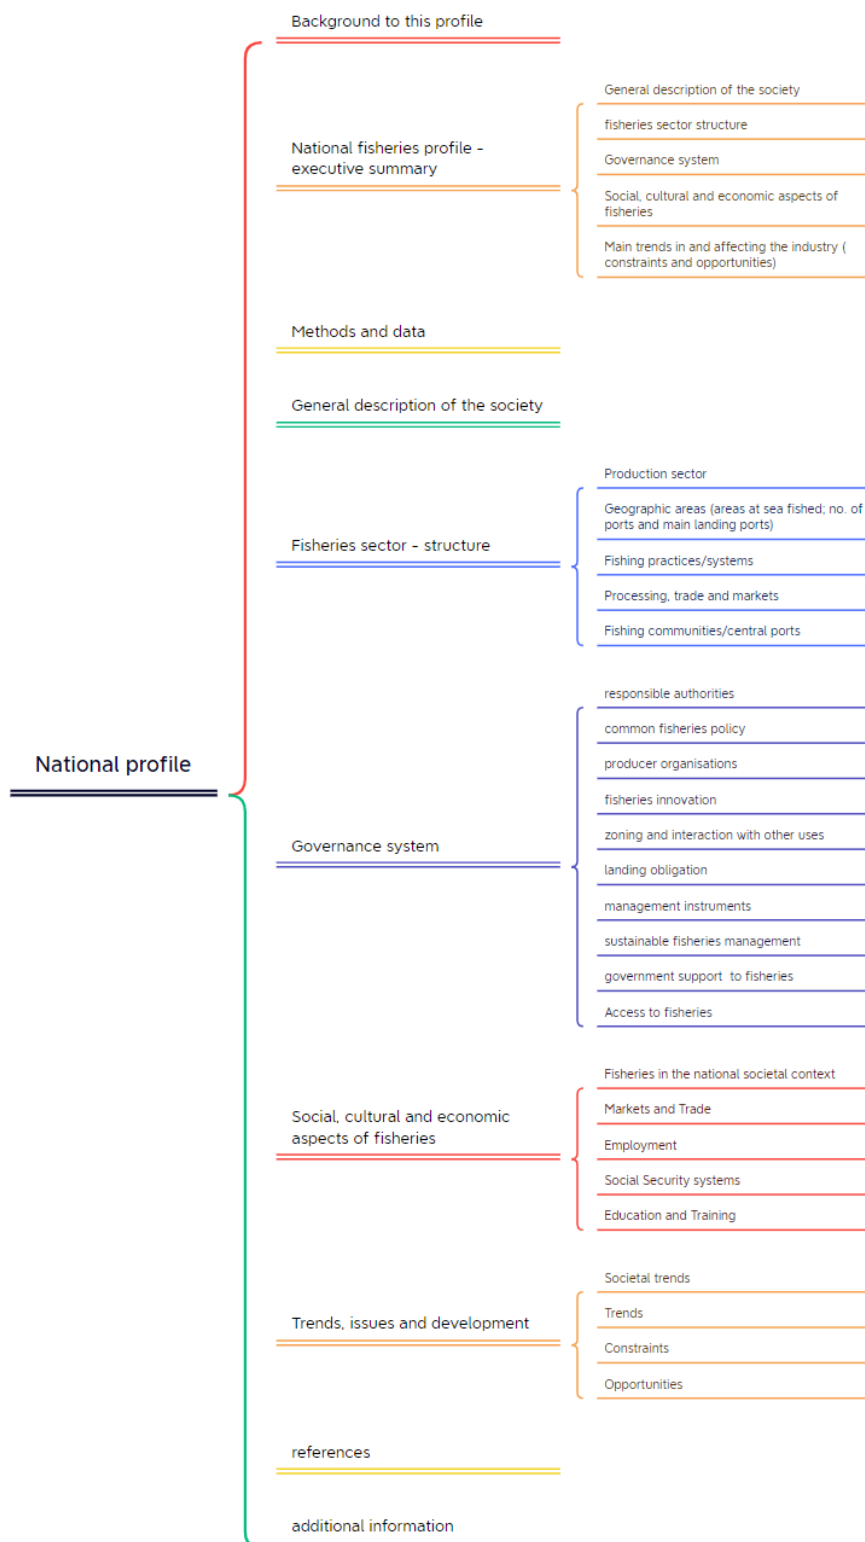 National profile
Background to this profile
National fisheries profile -
executive summary
General description of the society
fisheries sector structure
Governance system
Social, cultural and economic aspects of
fisheries
Main trends in and affecting the industry (
constraints and opportunities)
Methods and data
General description of the society
Fisheries sector - structure
Production sector
Geographic areas (areas at sea fished; no. of
ports and main landing ports)
Fishing practices/systems
Processing, trade and markets
Fishing communities/central ports
Governance system
responsible authorities
common fisheries policy
producer organisations
fisheries innovation
zoning and interaction with other uses
landing obligation
management instruments
sustainable fisheries management
government support  to fisheries
Access to fisheries
Social, cultural and economic
aspects of fisheries
Fisheries in the national societal context
Markets and Trade
Employment
Social Security systems
Education and Training
Trends, issues and development
Societal trends
Trends
Constraints
Opportunities
references
additional information